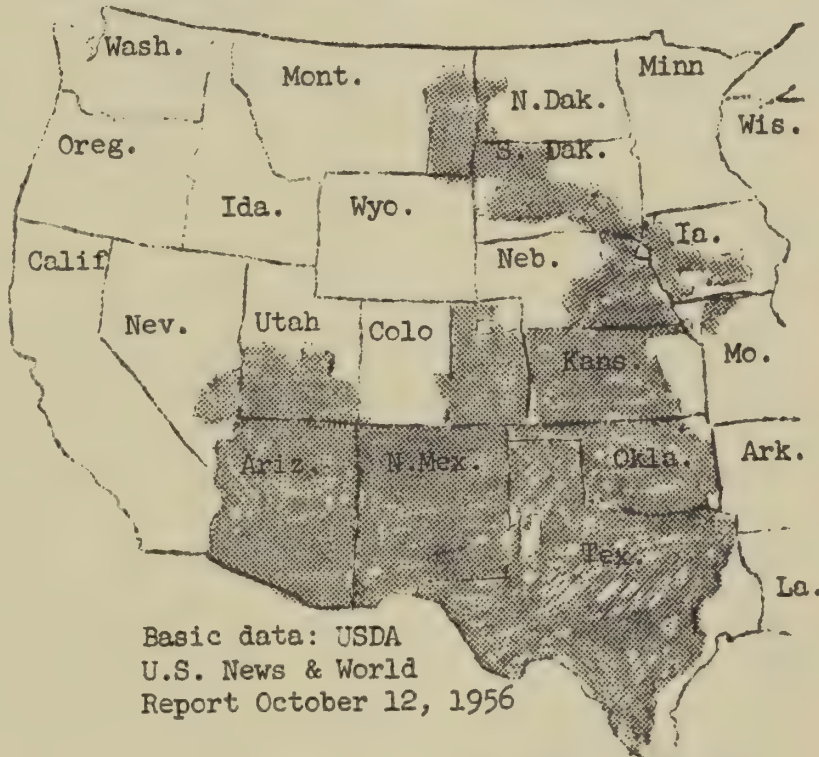 Wash.
Mont.
N.Dak.
Minn
Wis.
Oreg.
S. Dak.
Ida.
Wyo.
Ia.
Calif
Neb.
Nev.
Utah
Colo
Kans.
Mo.
Ariz.
N.Mex.
Okla.
Ark.
Tex.
La.
Basic data: USDA
U.S. News & World
Report October 12, 1956